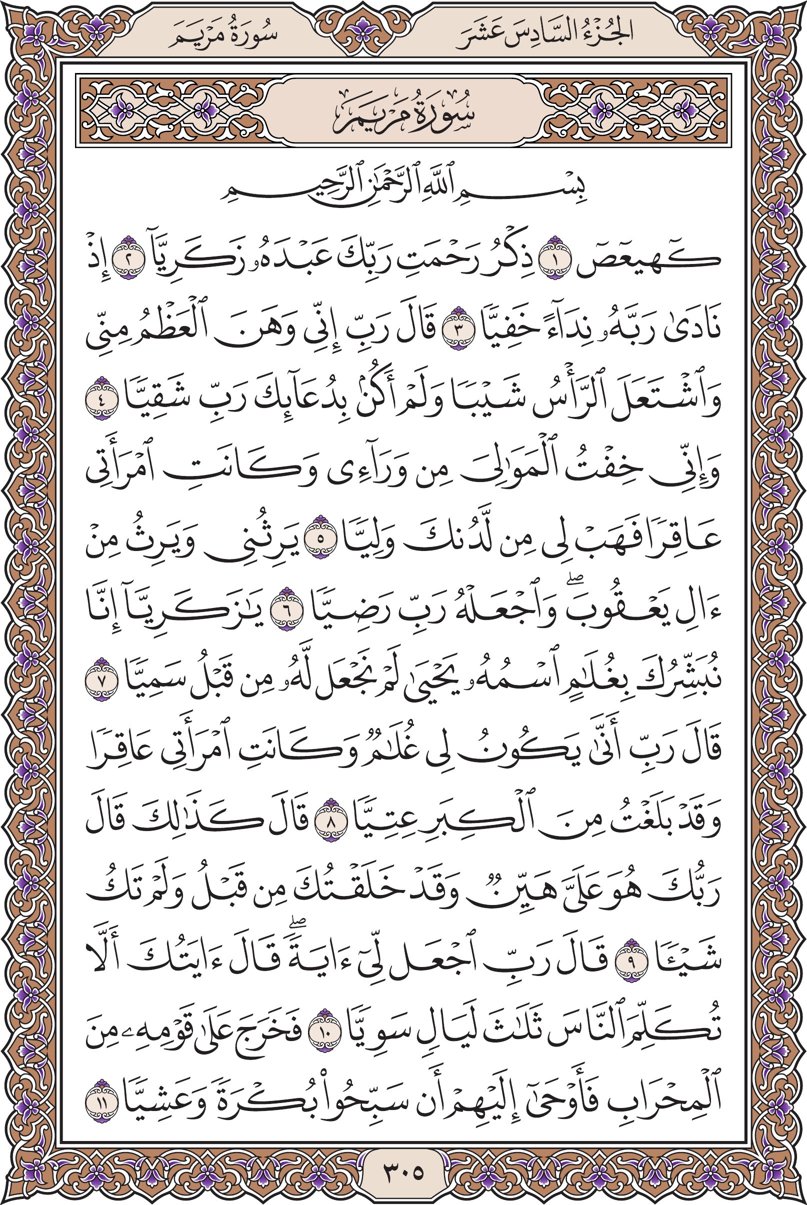 الجُزْءُ السَّادِسَ عَشَرَ
سُورَةُ مَرْيَمَ
سُورَةُ مَرْيَمَ
بِسْمِ ٱللَّهِ ٱلرَّحْمَٰنِ ٱلرَّحِيمِ
كٓهيعٓصٓ ١ ذِكْرُ رَحْمَتِ رَبِّكَ عَبْدَهُۥ زَكَرِيَّآ ٢ إِذْ
نَادَىٰ رَبَّهُۥ نِدَآءً خَفِيًّا ٣ قَالَ رَبِّ إِنِّى وَهَنَ ٱلْعَظْمُ مِنِّى
وَٱشْتَعَلَ ٱلرَّأْسُ شَيْبًا وَلَمْ أَكُنۢ بِدُعَآئِكَ رَبِّ شَقِيًّا ٤
وَإِنِّى خِفْتُ ٱلْمَوَٰلِىَ مِن وَرَآءِى وَكَانَتِ ٱمْرَأَتِى
عَاقِرًا فَهَبْ لِى مِن لَّدُنكَ وَلِيًّا ٥ يَرِثُنِى وَيَرِثُ مِنْ
ءَالِ يَعْقُوبَۖ وَٱجْعَلْهُ رَبِّ رَضِيًّا ٦ يَٰزَكَرِيَّآ إِنَّا
نُبَشِّرُكَ بِغُلَٰمٍ ٱسْمُهُۥ يَحْيَىٰ لَمْ نَجْعَل لَّهُۥ مِن قَبْلُ سَمِيًّا ٧
قَالَ رَبِّ أَنَّىٰ يَكُونُ لِى غُلَٰمٌ وَكَانَتِ ٱمْرَأَتِى عَاقِرًا
وَقَدْ بَلَغْتُ مِنَ ٱلْكِبَرِ عِتِيًّا ٨ قَالَ كَذَٰلِكَ قَالَ
رَبُّكَ هُوَ عَلَىَّ هَيِّنٌ وَقَدْ خَلَقْتُكَ مِن قَبْلُ وَلَمْ تَكُ
شَيْـًٔا ٩ قَالَ رَبِّ ٱجْعَل لِّىٓ ءَايَةًۖ قَالَ ءَايَتُكَ أَلَّا
تُكَلِّمَ ٱلنَّاسَ ثَلَٰثَ لَيَالٍ سَوِيًّا ١٠ فَخَرَجَ عَلَىٰ قَوْمِهِۦ مِنَ
ٱلْمِحْرَابِ فَأَوْحَىٰٓ إِلَيْهِمْ أَن سَبِّحُوا۟ بُكْرَةً وَعَشِيًّا ١١
٣٠٥